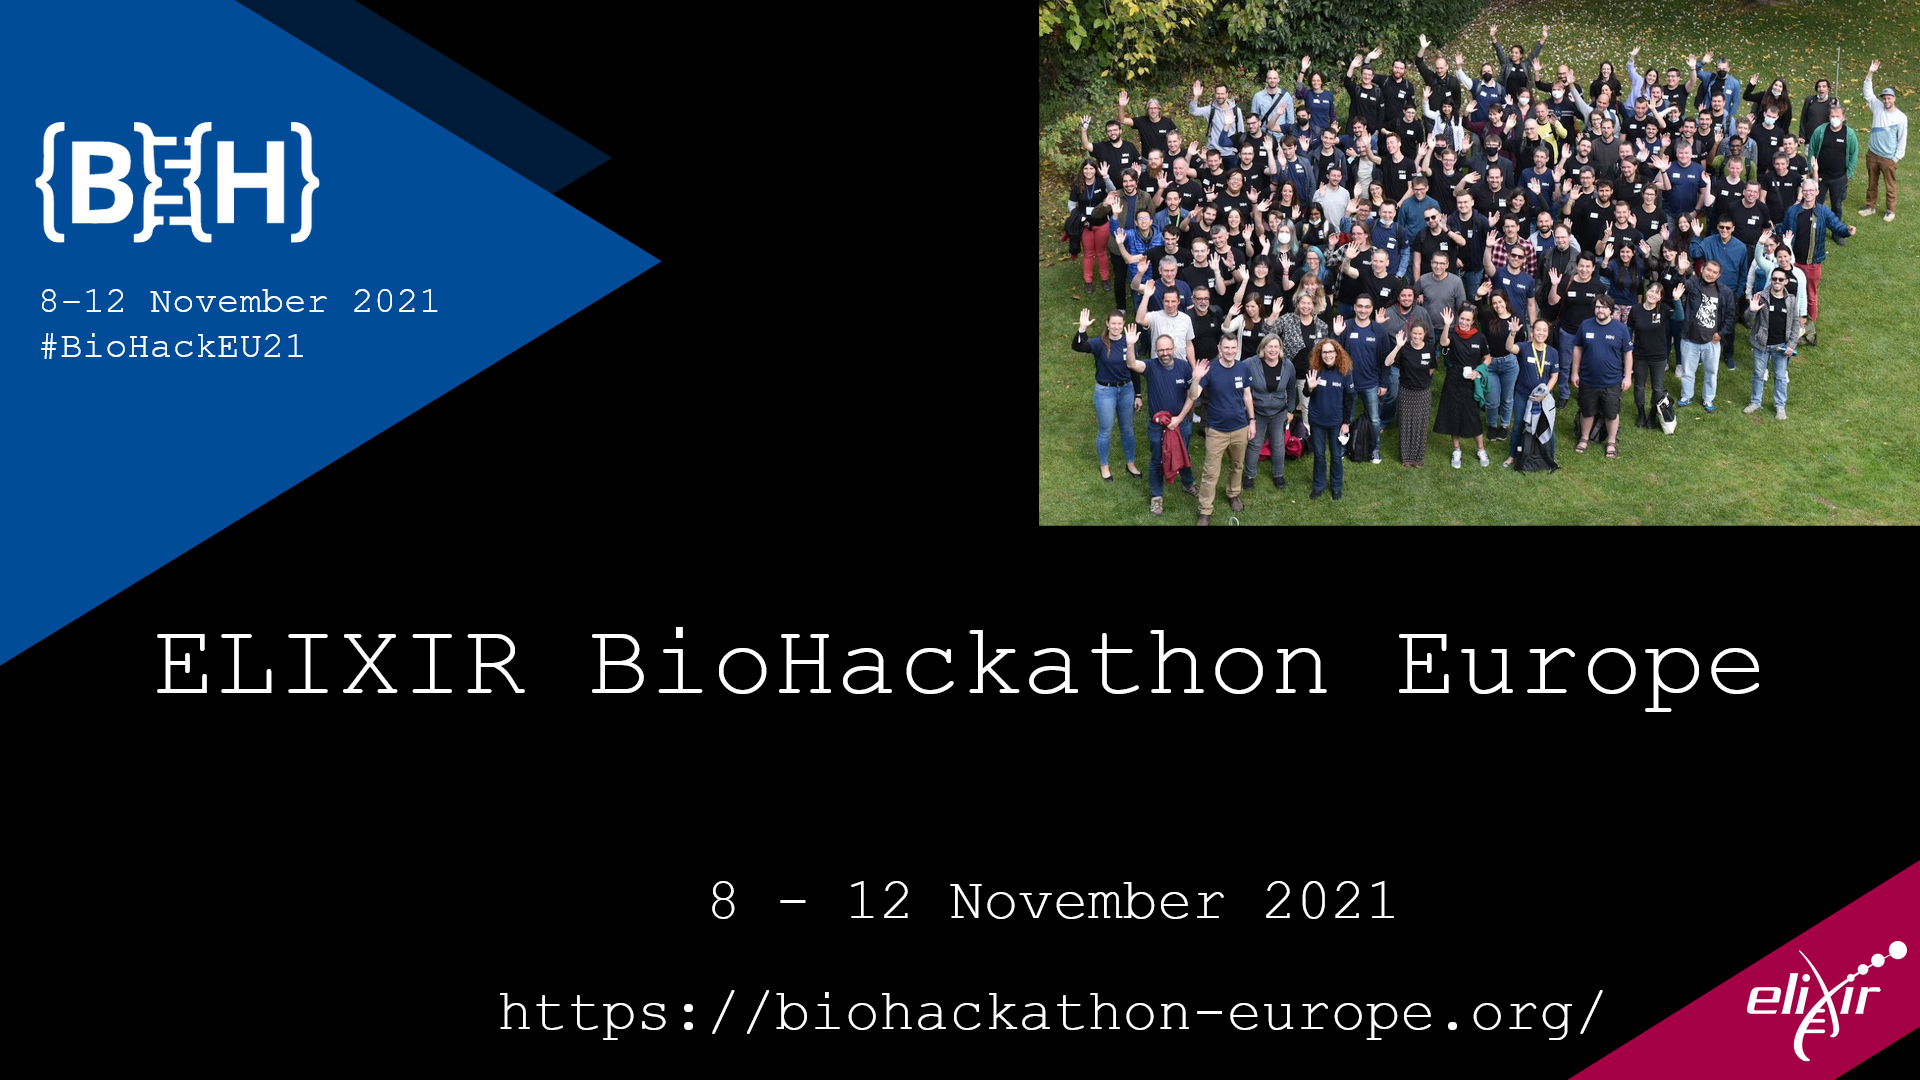 {B{H}
8–12 November 2021
#BioHackEU21
ELIXIR BioHackathon Europe
8 - 12 November 2021
https://biohackathon-europe.org/
elixir